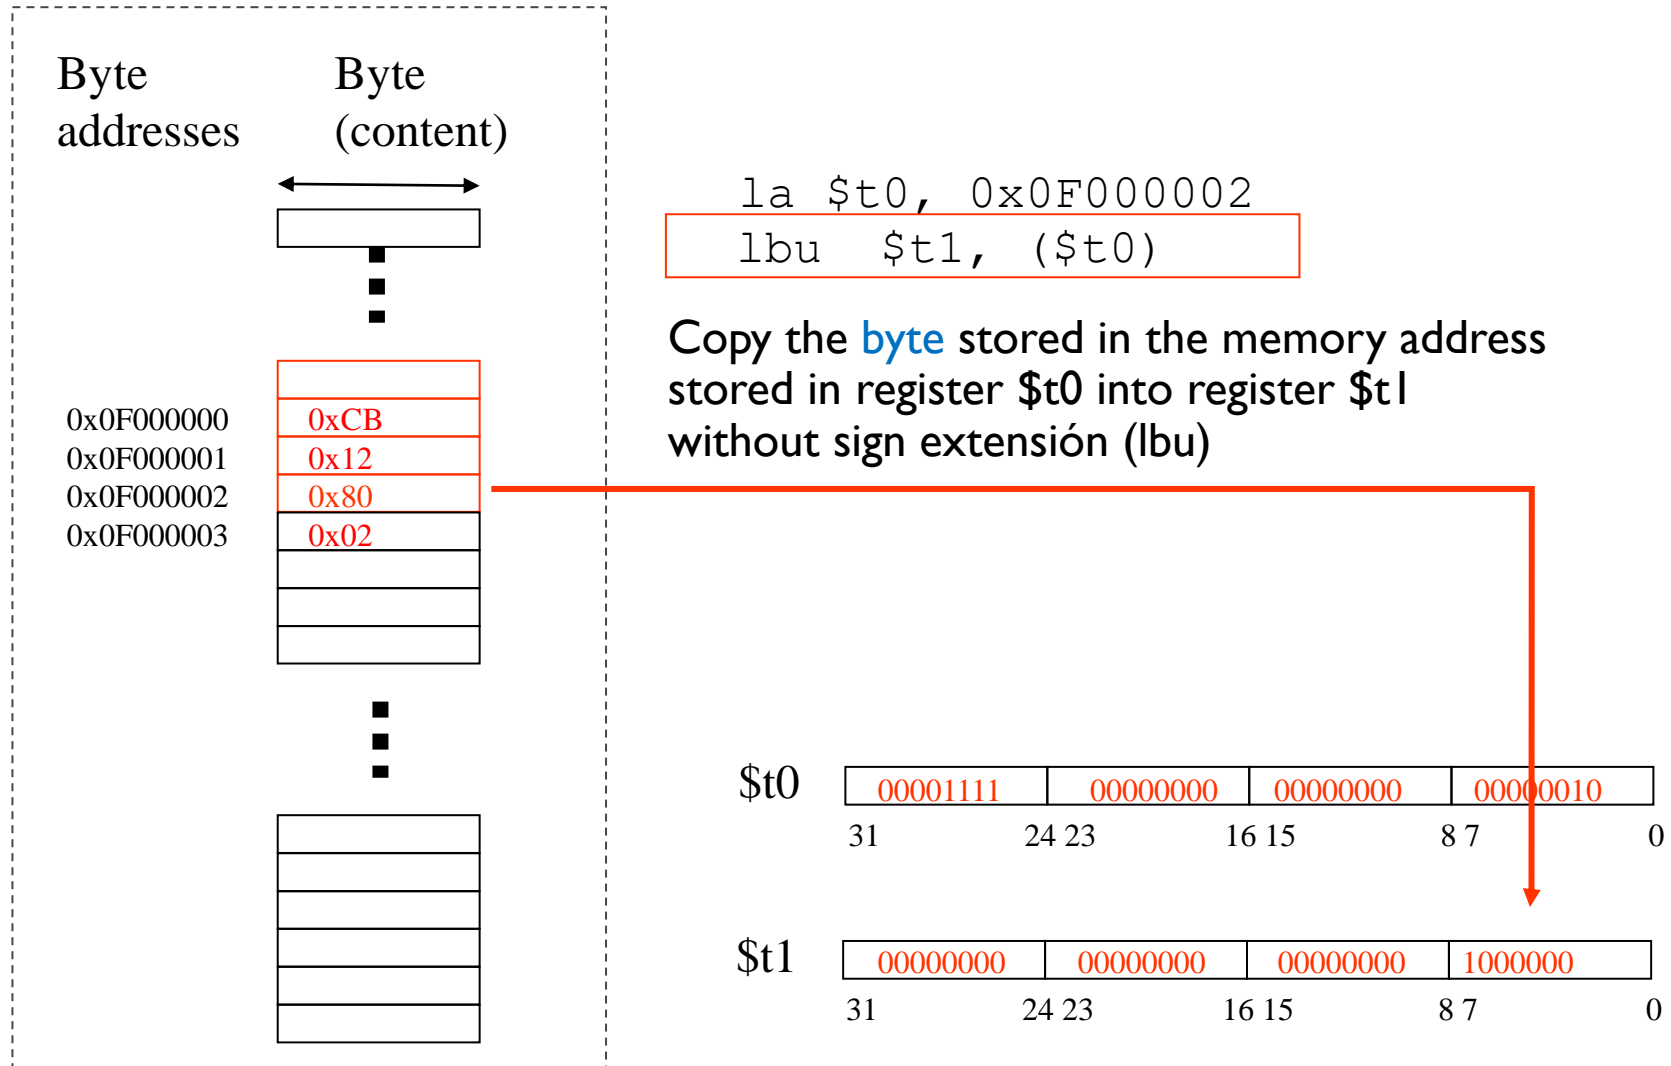 Byte
addresses
Byte
(content)
la $t0, 0x0F000002
lbu $t1, ($t0)
Copy the byte stored in the memory address
stored in register $t0 into register $t1
without sign extensión (lbu)
0x0F000000 0xCB
0x0F000001 0x12
0x0F000002 0x80
0x0F000003 0x02
$t0 00001111 00000000 00000000 00000010
31 24 23 16 15 8 7 0
$t1 00000000 00000000 00000000 1000000
31 24 23 16 15 8 7 0